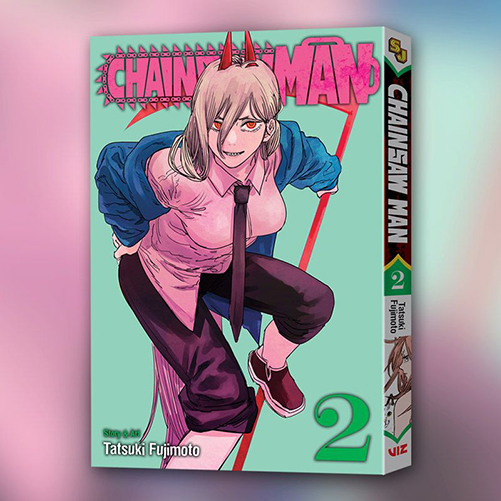 CHAINSAW MAN
Story & Art
Tatsuki Fujimoto
2
SJ
CHAINSAW MAN
2
Tatsuki
Fujimoto
VIZ